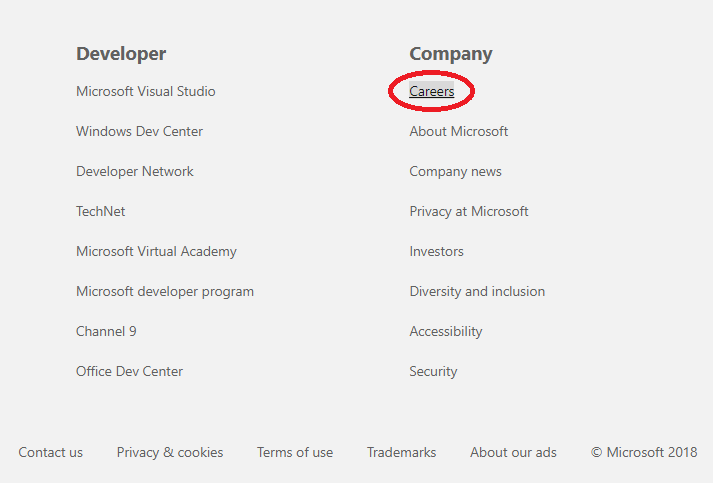 Developer
Microsoft Visual Studio
Windows Dev Center
Developer Network
TechNet
Microsoft Virtual Academy
Microsoft developer program
Channel 9
Office Dev Center
Company
Careers
About Microsoft
Company news
Privacy at Microsoft
Investors
Diversity and inclusion
Accessibility
Security
Contact us Privacy & cookies Terms of use Trademarks About our ads © Microsoft 2018